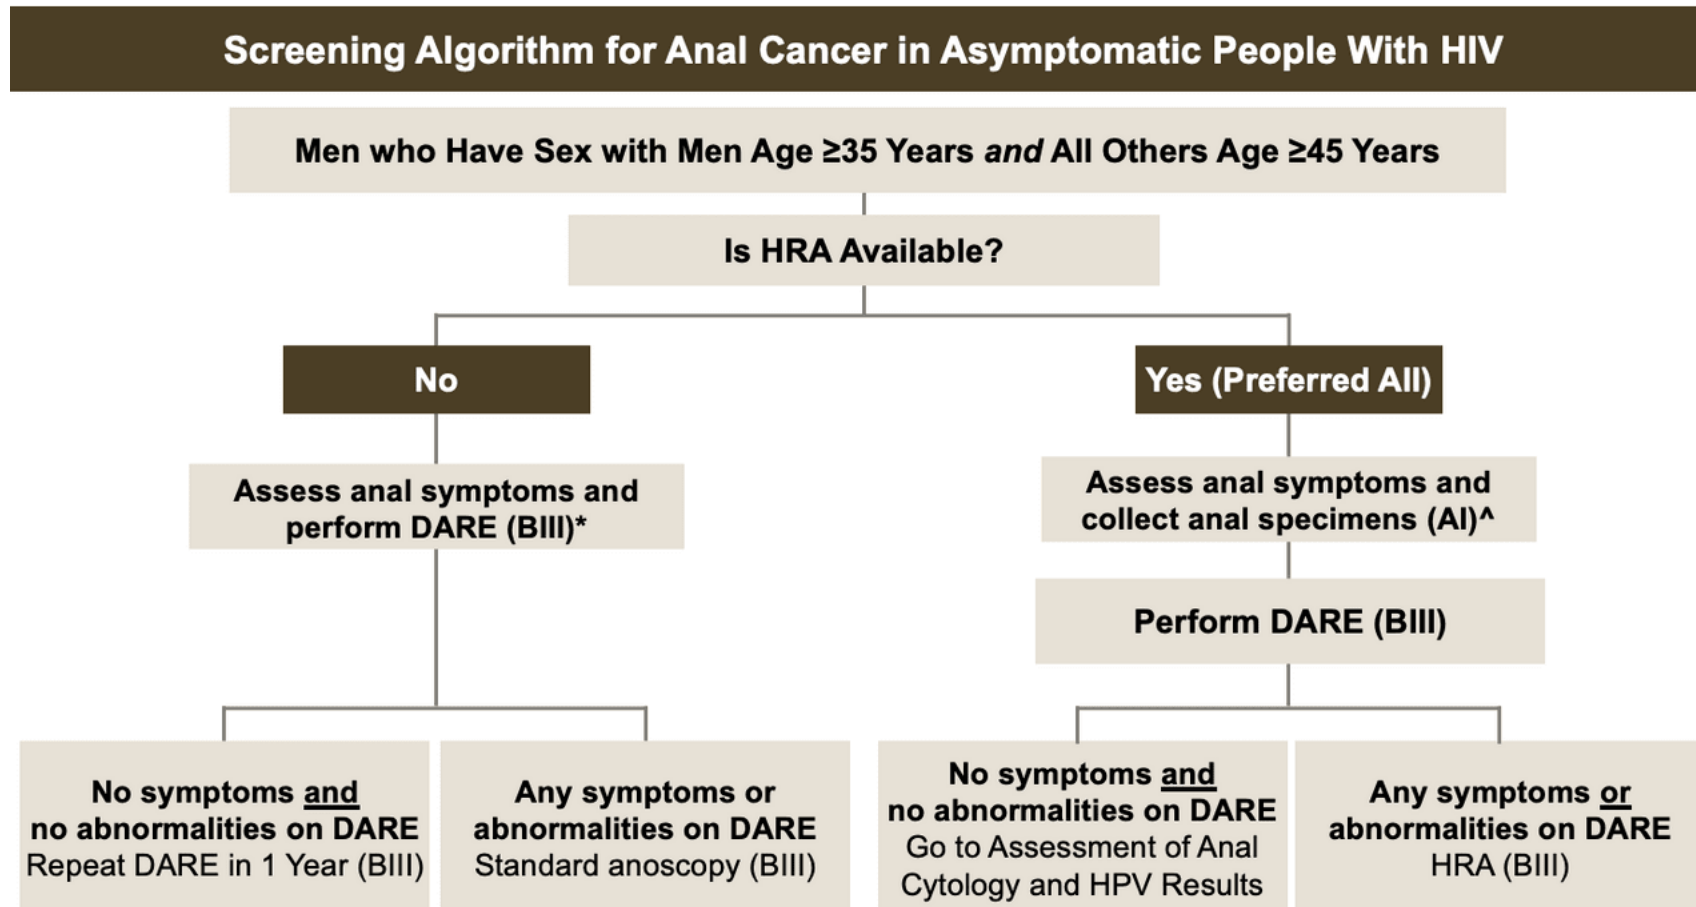 Screening Algorithm for Anal Cancer in Asymptomatic People With HIV
Men who Have Sex with Men Age ≥35 Years and All Others Age ≥45 Years
Is HRA Available?
No
Assess anal symptoms and
perform DARE (BIII)*
No symptoms and
no abnormalities on DARE
Repeat DARE in 1 Year (BIII)
Any symptoms or
abnormalities on DARE
Standard anoscopy (BIII)
Yes (Preferred AII)
Assess anal symptoms and
collect anal specimens (AI)^
Perform DARE (BIII)
No symptoms and
no abnormalities on DARE
Go to Assessment of Anal
Cytology and HPV Results
Any symptoms or
abnormalities on DARE
HRA (BIII)